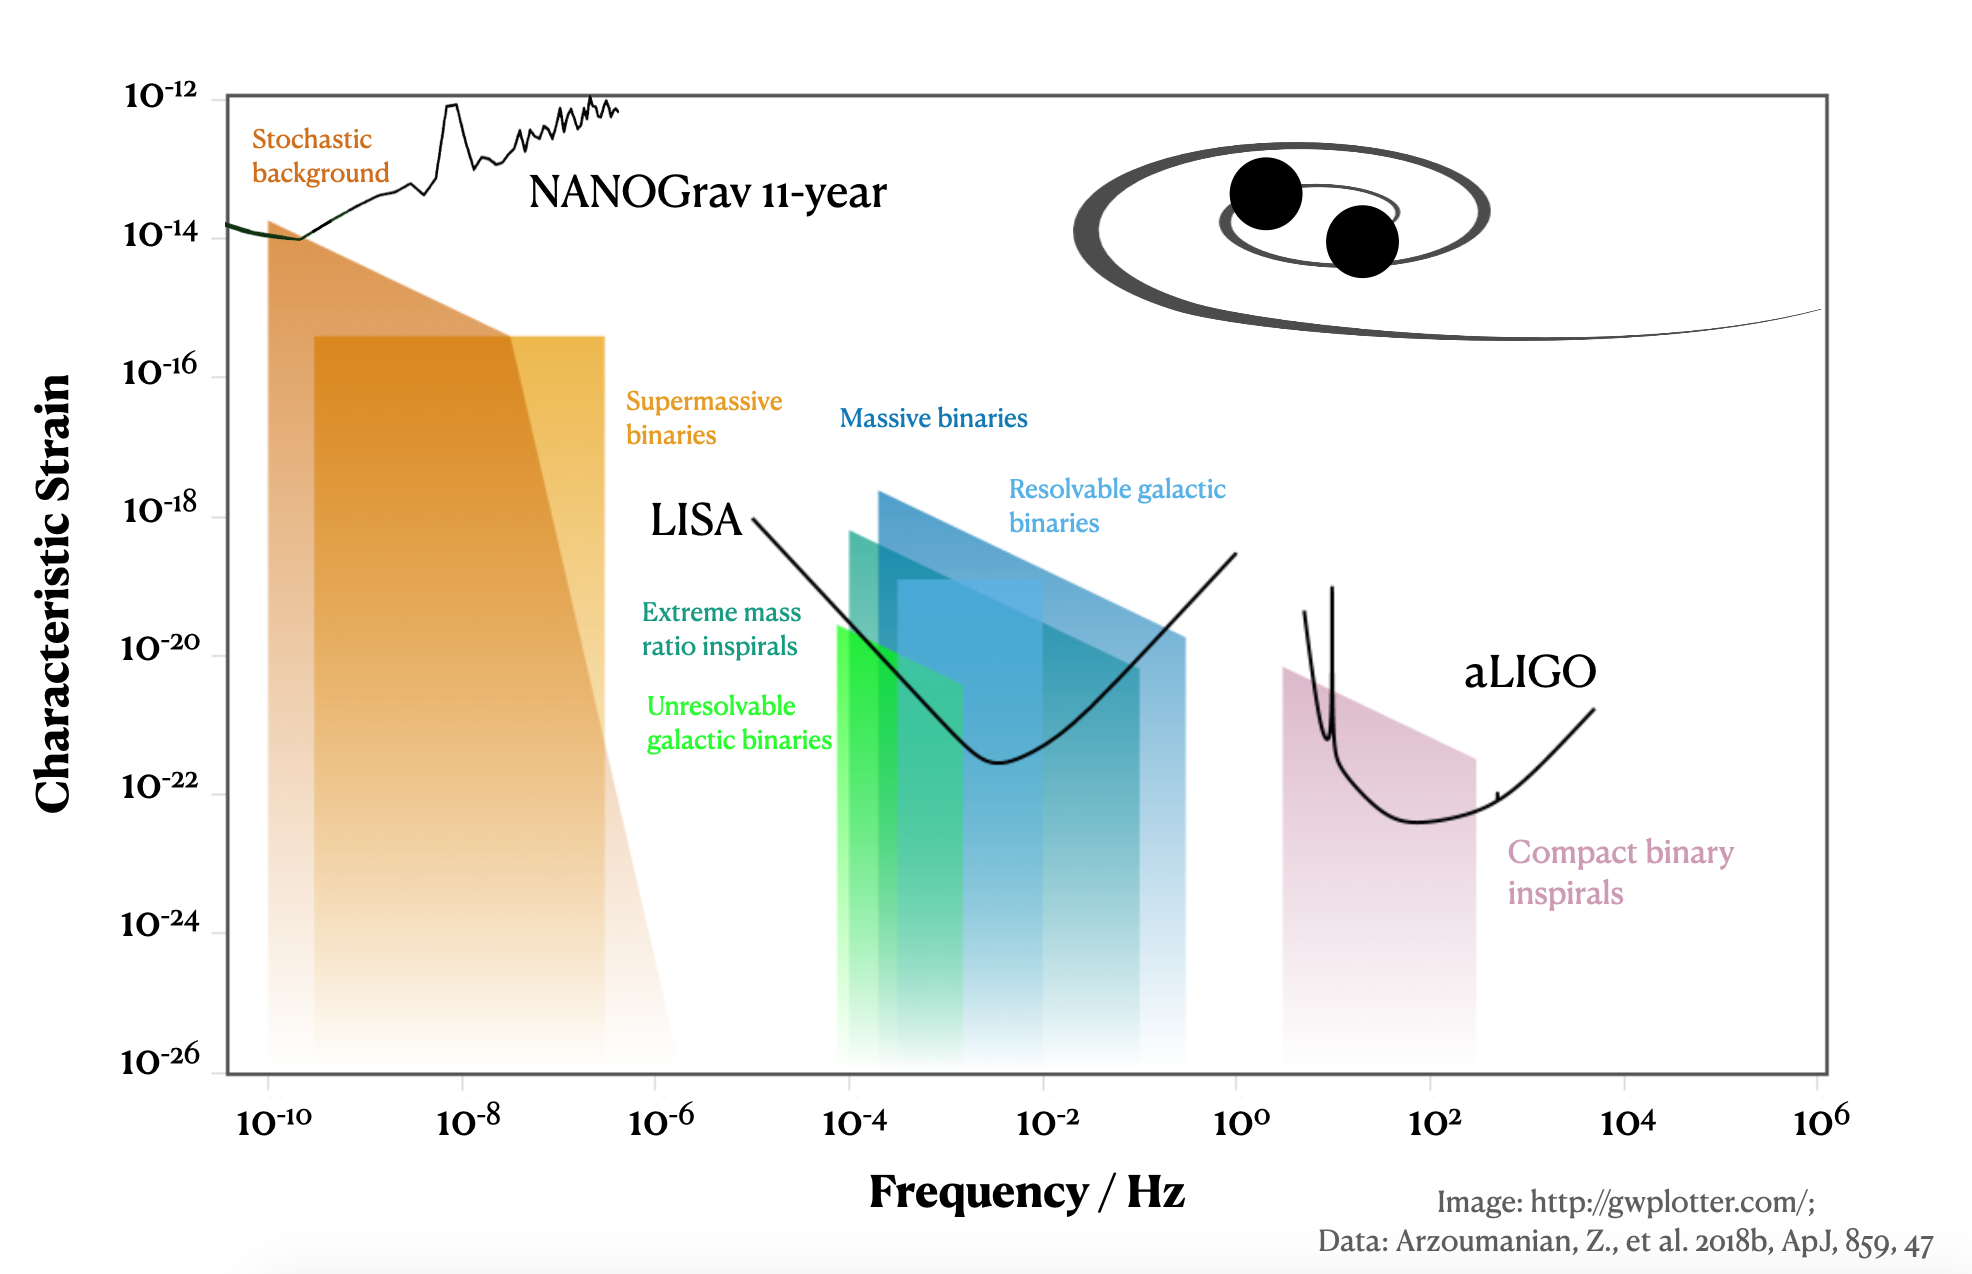 10⁻¹²
Stochastic
background
NANOGrav 11-year
10⁻¹⁴
10⁻¹⁶
Supermassive
binaries
Massive binaries
Characteristic Strain
10⁻¹⁸
LISA
Resolvable galactic
binaries
Extreme mass
ratio inspirals
10⁻²⁰
aLIGO
Unresolvable
galactic binaries
10⁻²²
Compact binary
inspirals
10⁻²⁴
10⁻²⁶
10⁻¹⁰ 10⁻⁸ 10⁻⁶ 10⁻⁴ 10⁻² 10⁰ 10² 10⁴ 10⁶
Frequency / Hz
Image: http://gwplotter.com/;
Data: Arzoumanian, Z., et al. 2018b, ApJ, 859, 47